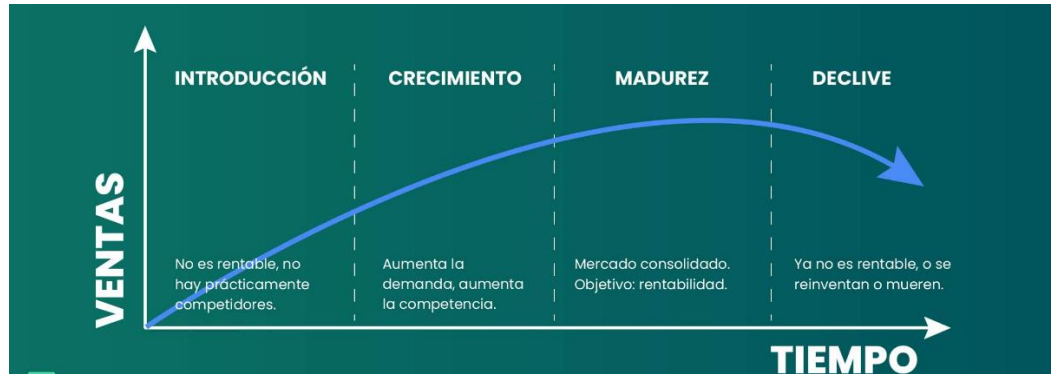 INTRODUCCIÓN
CRECIMIENTO
MADUREZ
DECLIVE
VENTAS
No es rentable, no
hay prácticamente
competidores.
Aumenta la
demanda, aumenta
la competencia.
Mercado consolidado.
Objetivo: rentabilidad.
Ya no es rentable, o se
reinventan o mueren.
TIEMPO